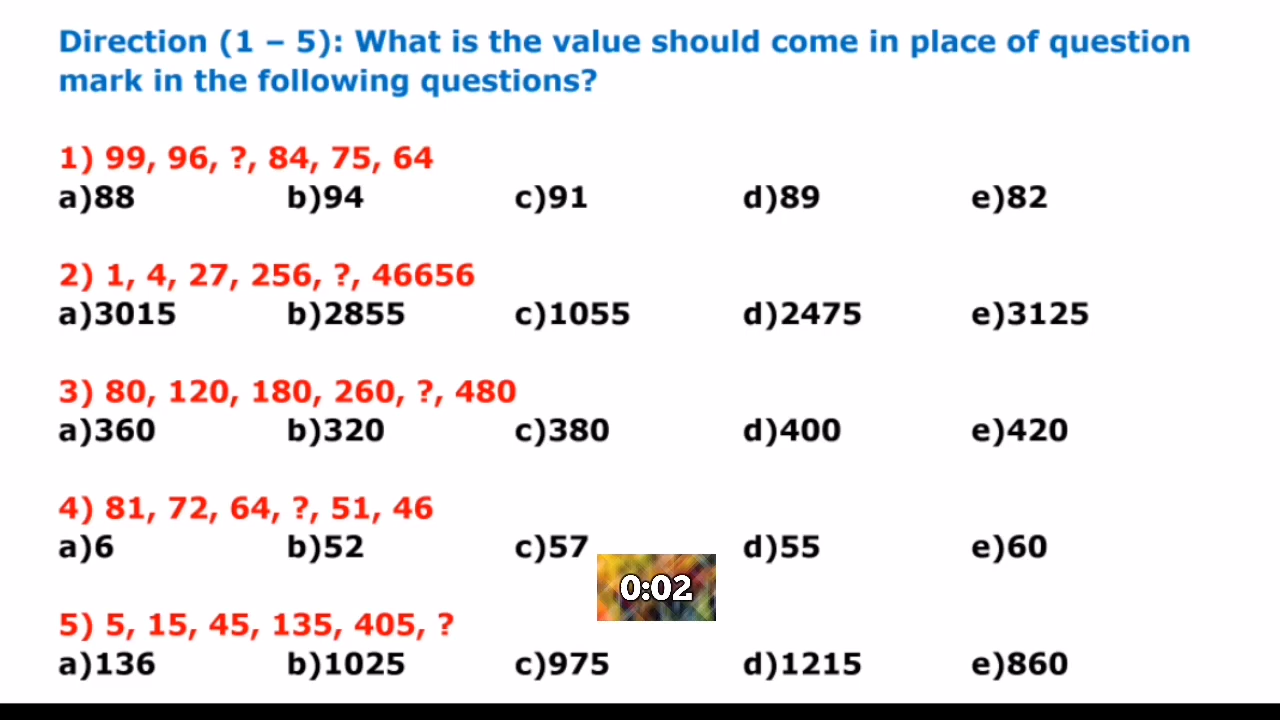 Direction (1 – 5): What is the value should come in place of question
mark in the following questions?
1) 99, 96, ?, 84, 75, 64
a)88 b)94 c)91 d)89 e)82
2) 1, 4, 27, 256, ?, 46656
a)3015 b)2855 c)1055 d)2475 e)3125
3) 80, 120, 180, 260, ?, 480
a)360 b)320 c)380 d)400 e)420
4) 81, 72, 64, ?, 51, 46
a)6 b)52 c)57 d)55 e)60
0:02
5) 5, 15, 45, 135, 405, ?
a)136 b)1025 c)975 d)1215 e)860